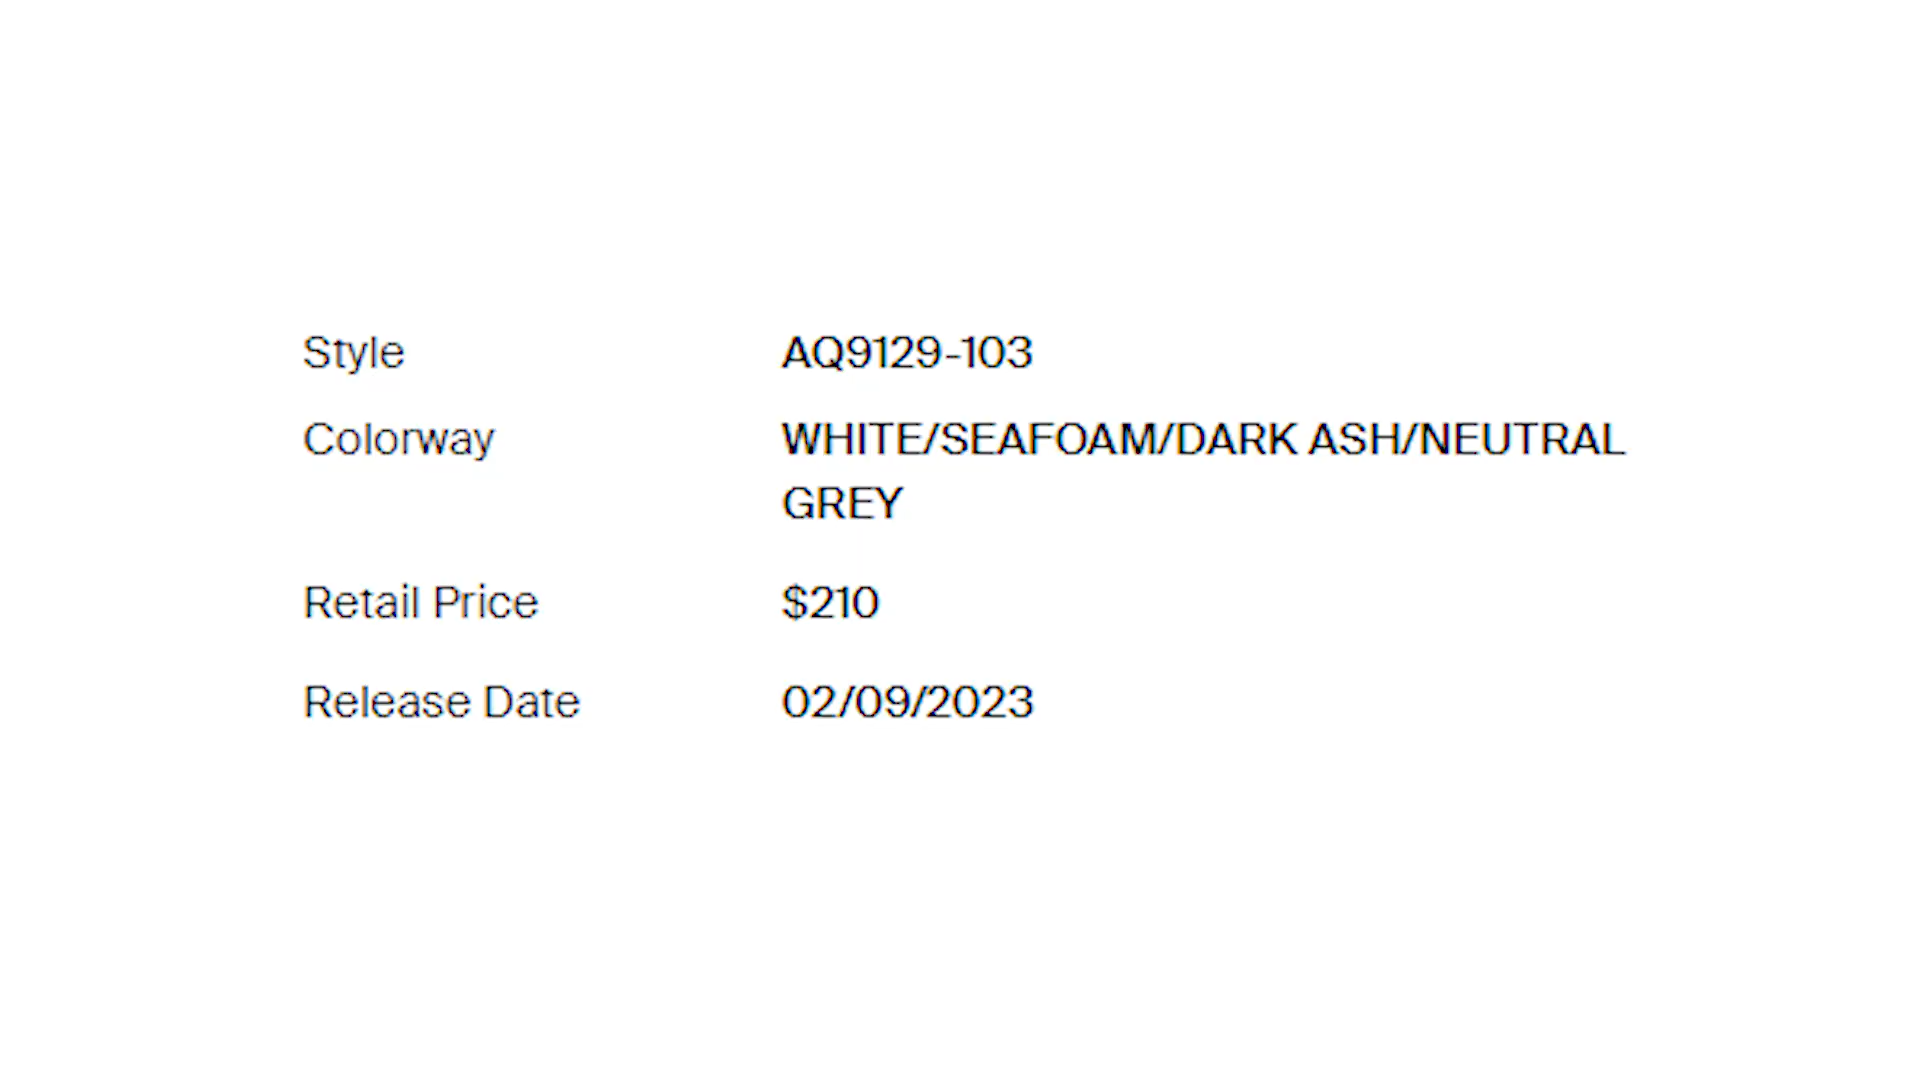 Style AQ9129-103
Colorway WHITE/SEAFOAM/DARK ASH/NEUTRAL
GREY
Retail Price $210
Release Date 02/09/2023